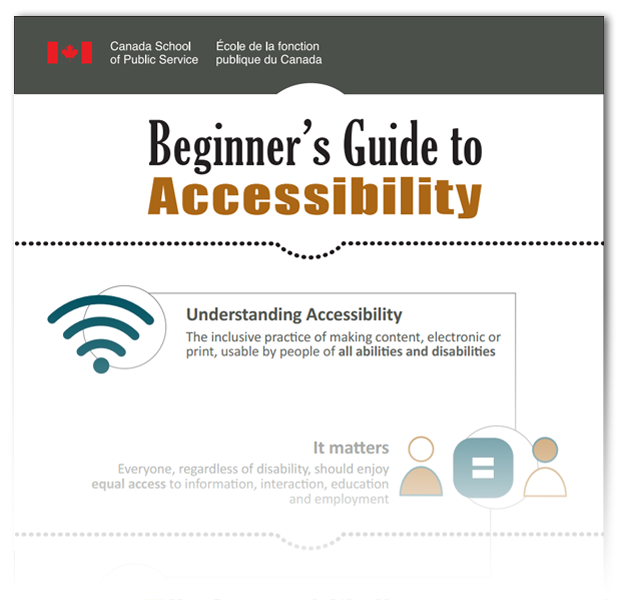 Canada School
of Public Service
École de la fonction
publique du Canada
Beginner's Guide to
Accessibility
Understanding Accessibility
The inclusive practice of making content, electronic or
print, usable by people of all abilities and disabilities
It matters
Everyone, regardless of disability, should enjoy
equal access to information, interaction, education
and employment